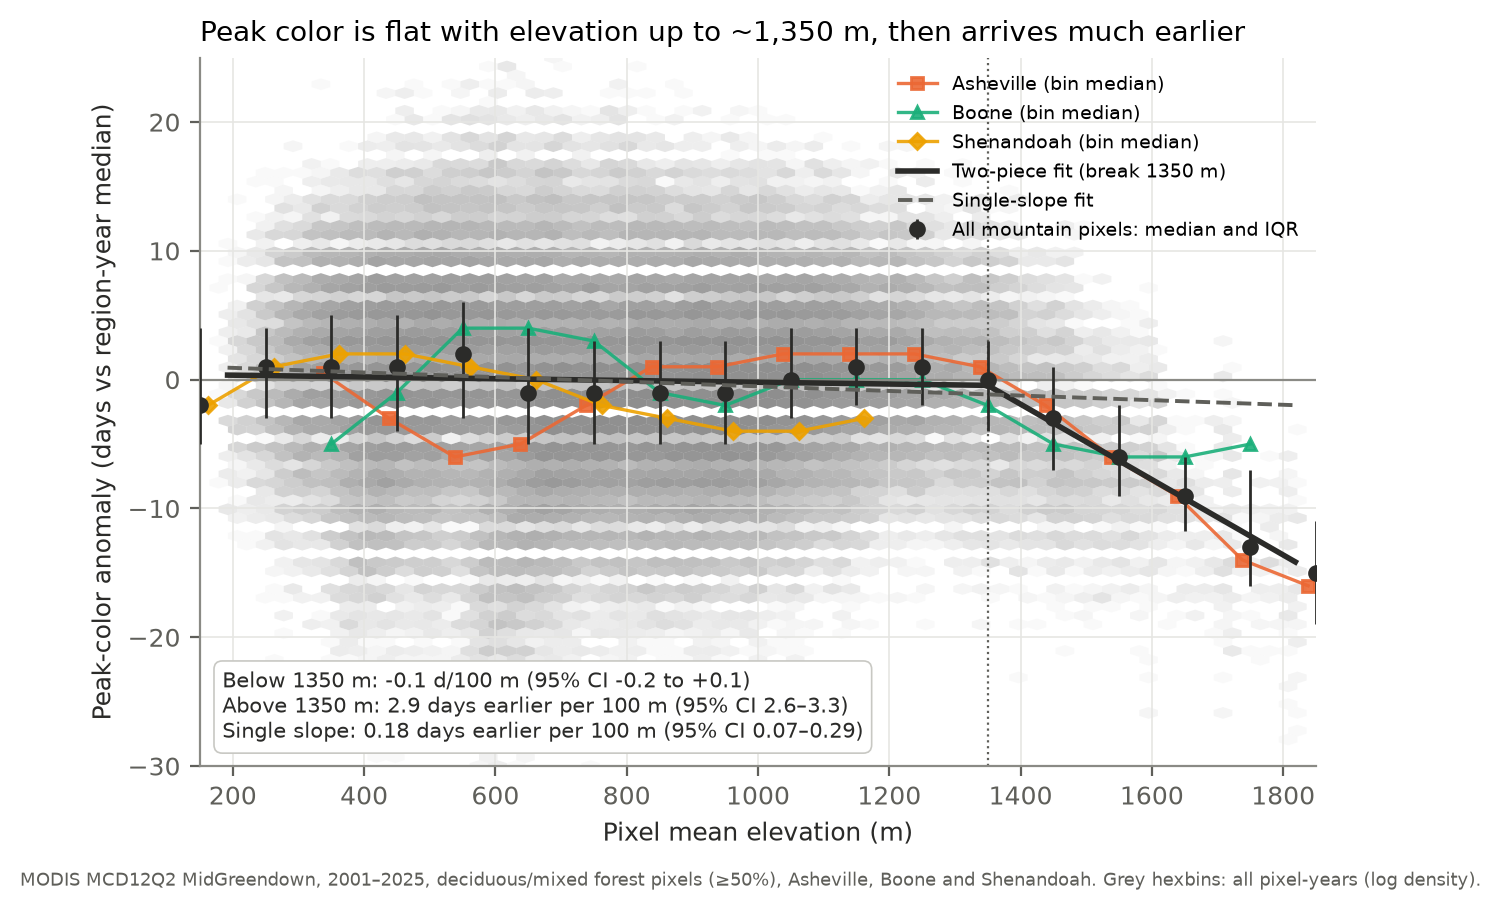 Peak color is flat with elevation up to ~1,350 m, then arrives much earlier
Asheville (bin median)
Boone (bin median)
Shenandoah (bin median)
Two-piece fit (break 1350 m)
Single-slope fit
All mountain pixels: median and IQR
Peak-color anomaly (days vs region-year median)
20
10
0
−10
−20
−30
Below 1350 m: -0.1 d/100 m (95% CI -0.2 to +0.1)
Above 1350 m: 2.9 days earlier per 100 m (95% CI 2.6–3.3)
Single slope: 0.18 days earlier per 100 m (95% CI 0.07–0.29)
200 400 600 800 1000 1200 1400 1600 1800
Pixel mean elevation (m)
MODIS MCD12Q2 MidGreendown, 2001–2025, deciduous/mixed forest pixels (≥50%), Asheville, Boone and Shenandoah. Grey hexbins: all pixel-years (log density).